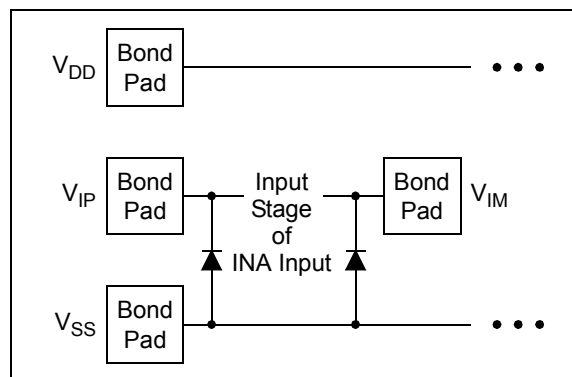 V_DD
Bond
Pad
V_IP
Bond
Pad
Input
Stage
of
INA Input
Bond
Pad
V_IM
V_SS
Bond
Pad